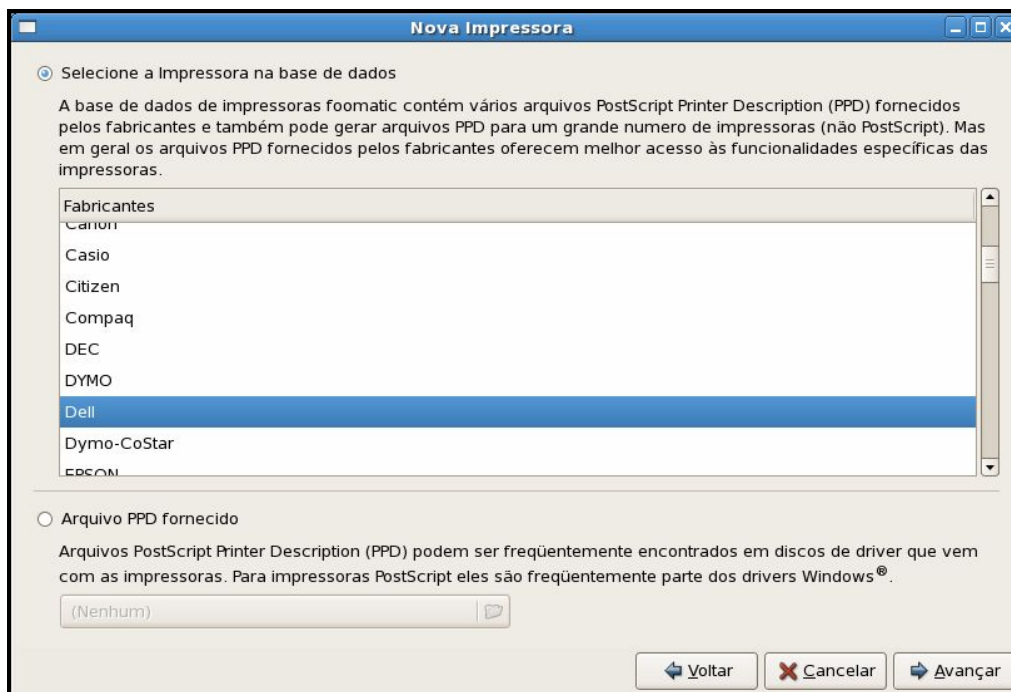 Nova Impressora
Selecione a Impressora na base de dados
A base de dados de impressoras foomatic contém vários arquivos PostScript Printer Description (PPD) fornecidos
pelos fabricantes e também pode gerar arquivos PPD para um grande numero de impressoras (não PostScript). Mas
em geral os arquivos PPD fornecidos pelos fabricantes oferecem melhor acesso às funcionalidades específicas das
impressoras.
Fabricantes
Canon
Casio
Citizen
Compaq
DEC
DYMO
Dell
Dymo-CoStar
EPSON
Arquivo PPD fornecido
Arquivos PostScript Printer Description (PPD) podem ser freqüentemente encontrados em discos de driver que vem
com as impressoras. Para impressoras PostScript eles são freqüentemente parte dos drivers Windows®.
(Nenhum)
Voltar Cancelar Avançar